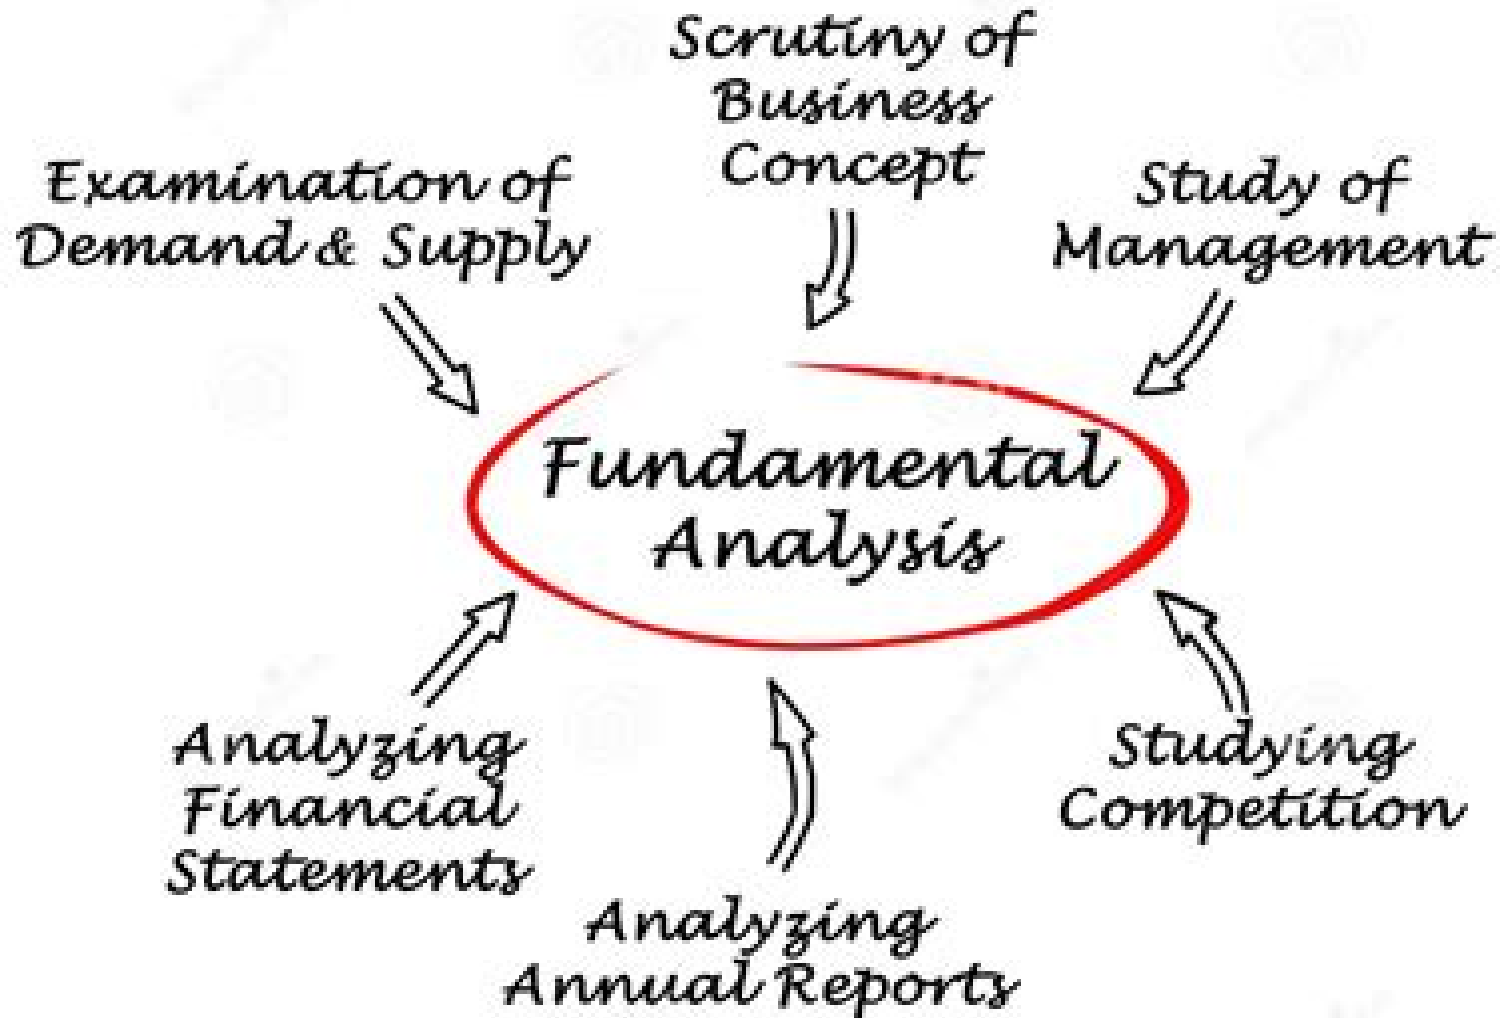 Scrutiny of
Business
Concept
Examination of
Demand & Supply
Study of
Management
Fundamental
Analysis
Analyzing
Financial
Statements
Studying
Competition
Analyzing
Annual Reports